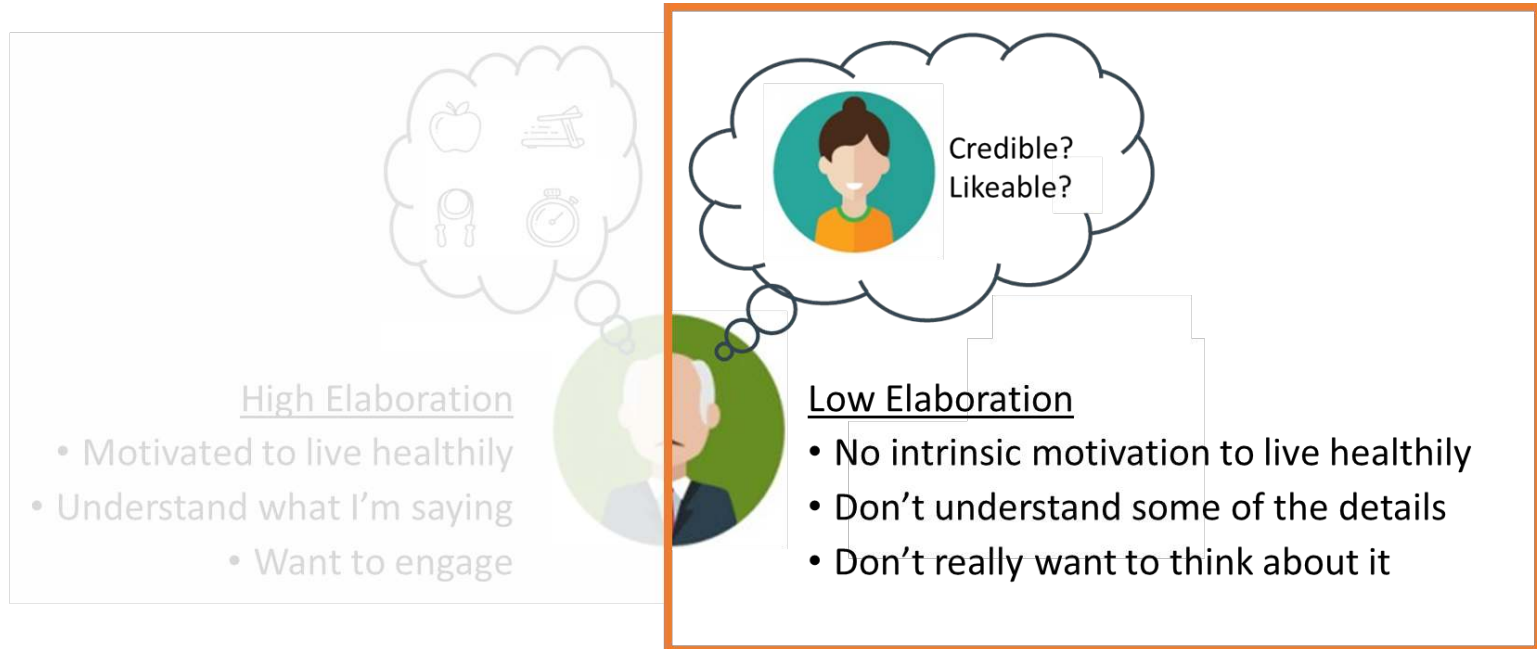 High Elaboration
• Motivated to live healthily
• Understand what I'm saying
• Want to engage
Credible?
Likeable?
Low Elaboration
• No intrinsic motivation to live healthily
• Don't understand some of the details
• Don't really want to think about it